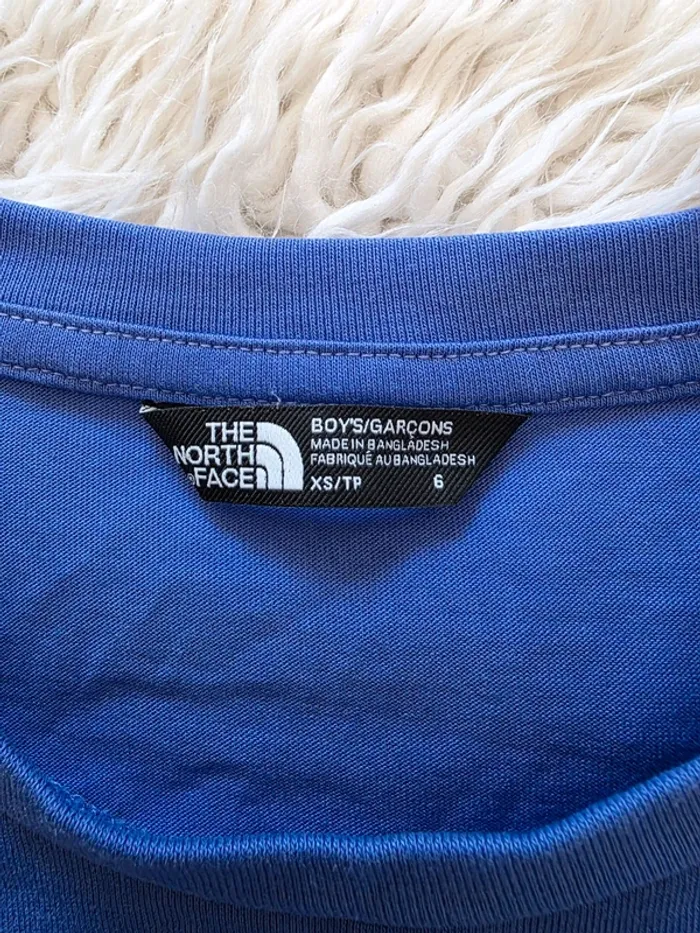 THE
NORTH
FACE
BOY'S/GARÇONS
MADE IN BANGLADESH
FABRIQUÉ AU BANGLADESH
XS/TP 6